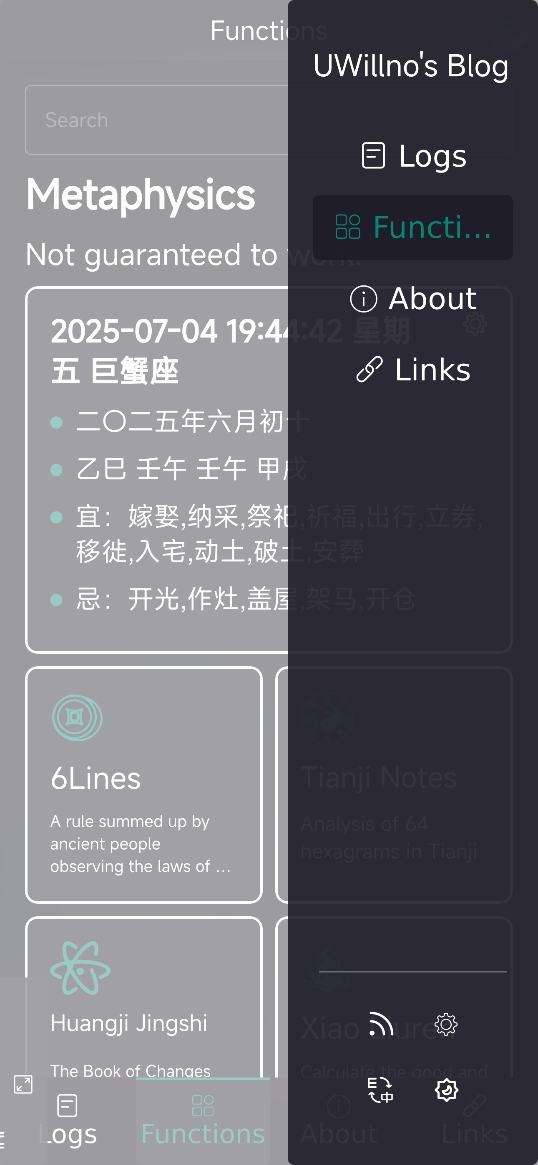 Functions
UWillno's Blog
Logs
Functi...
About
Links
Search
Metaphysics
Not guaranteed to work.
2025-07-04 19:44:42 星期
五 巨蟹座
二〇二五年六月初十
乙巳 壬午 壬午 甲戌
宜：嫁娶,纳采,祭祀,祈福,出行,立券,
移徙,入宅,动土,破土,安葬
忌：开光,作灶,盖屋,架马,开仓
6Lines
A rule summed up by
ancient people
observing the laws of ...
Tianji Notes
Analysis of 64
hexagrams in Tianji
Huangji Jingshi
The Book of Changes
Xiao Liuren
Calculate the good and
E中
Logs
Functions
About
Links